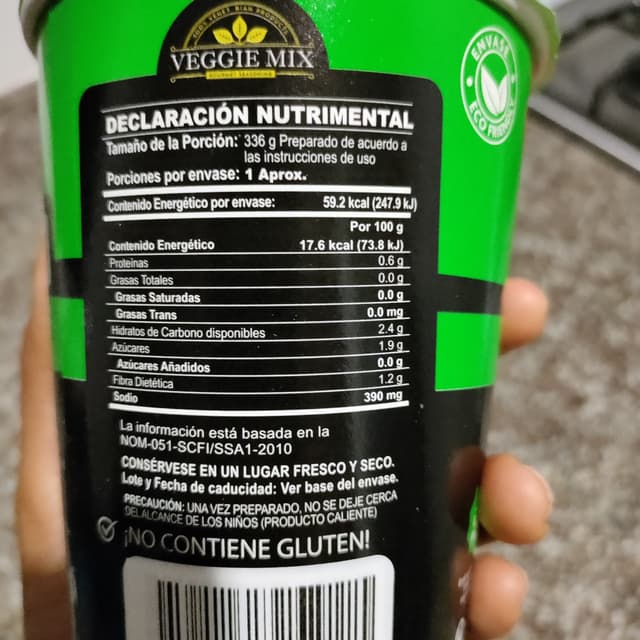 100% VEGETARIAN PRODUCTS
VEGGIE MIX
GOURMET SEASONING
ENVASE
ECO FRIENDLY
DECLARACIÓN NUTRIMENTAL
Tamaño de la Porción: 336 g Preparado de acuerdo a
las instrucciones de uso
Porciones por envase: 1 Aprox.
Contenido Energético por envase: 59.2 kcal (247.9 kJ)
Por 100 g
Contenido Energético 17.6 kcal (73.8 kJ)
Proteínas 0.6 g
Grasas Totales 0.0 g
Grasas Saturadas 0.0 g
Grasas Trans 0.0 mg
Hidratos de Carbono disponibles 2.4 g
Azúcares 1.9 g
Azúcares Añadidos 0.0 g
Fibra Dietética 1.2 g
Sodio 390 mg
La información está basada en la
NOM-051-SCFI/SSA1-2010
CONSÉRVESE EN UN LUGAR FRESCO Y SECO.
Lote y Fecha de caducidad: Ver base del envase.
PRECAUCIÓN: UNA VEZ PREPARADO, NO SE DEJE CERCA
DEL ALCANCE DE LOS NIÑOS (PRODUCTO CALIENTE)
¡NO CONTIENE GLUTEN!